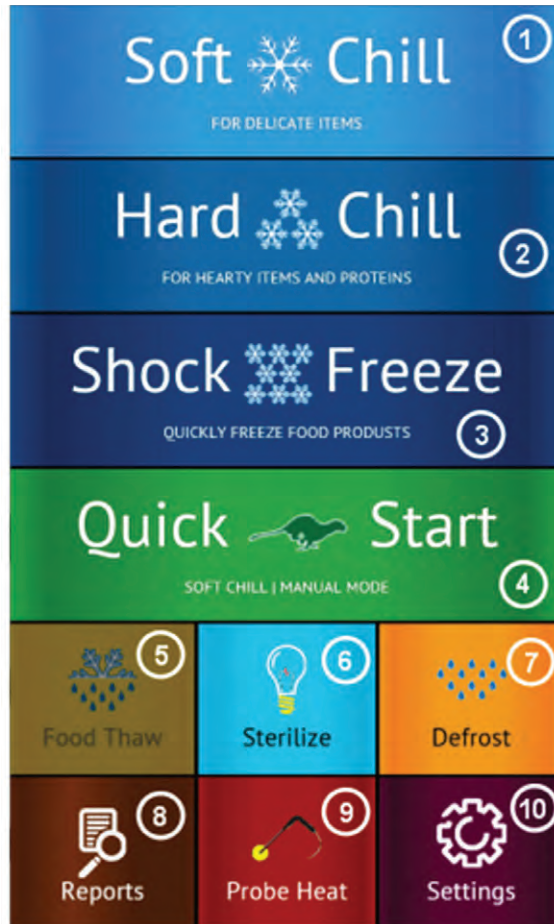 Soft Chill 1
FOR DELICATE ITEMS
Hard Chill
FOR HEARTY ITEMS AND PROTEINS 2
Shock Freeze
QUICKLY FREEZE FOOD PRODUSTS 3
Quick Start
SOFT CHILL | MANUAL MODE 4
5 6 7
Food Thaw Sterilize Defrost
8 9 10
Reports Probe Heat Settings